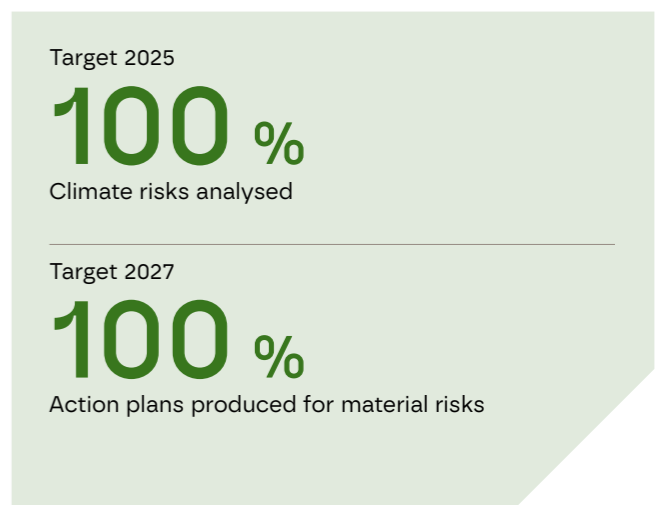 Target 2025
100 %
Climate risks analysed
Target 2027
100 %
Action plans produced for material risks